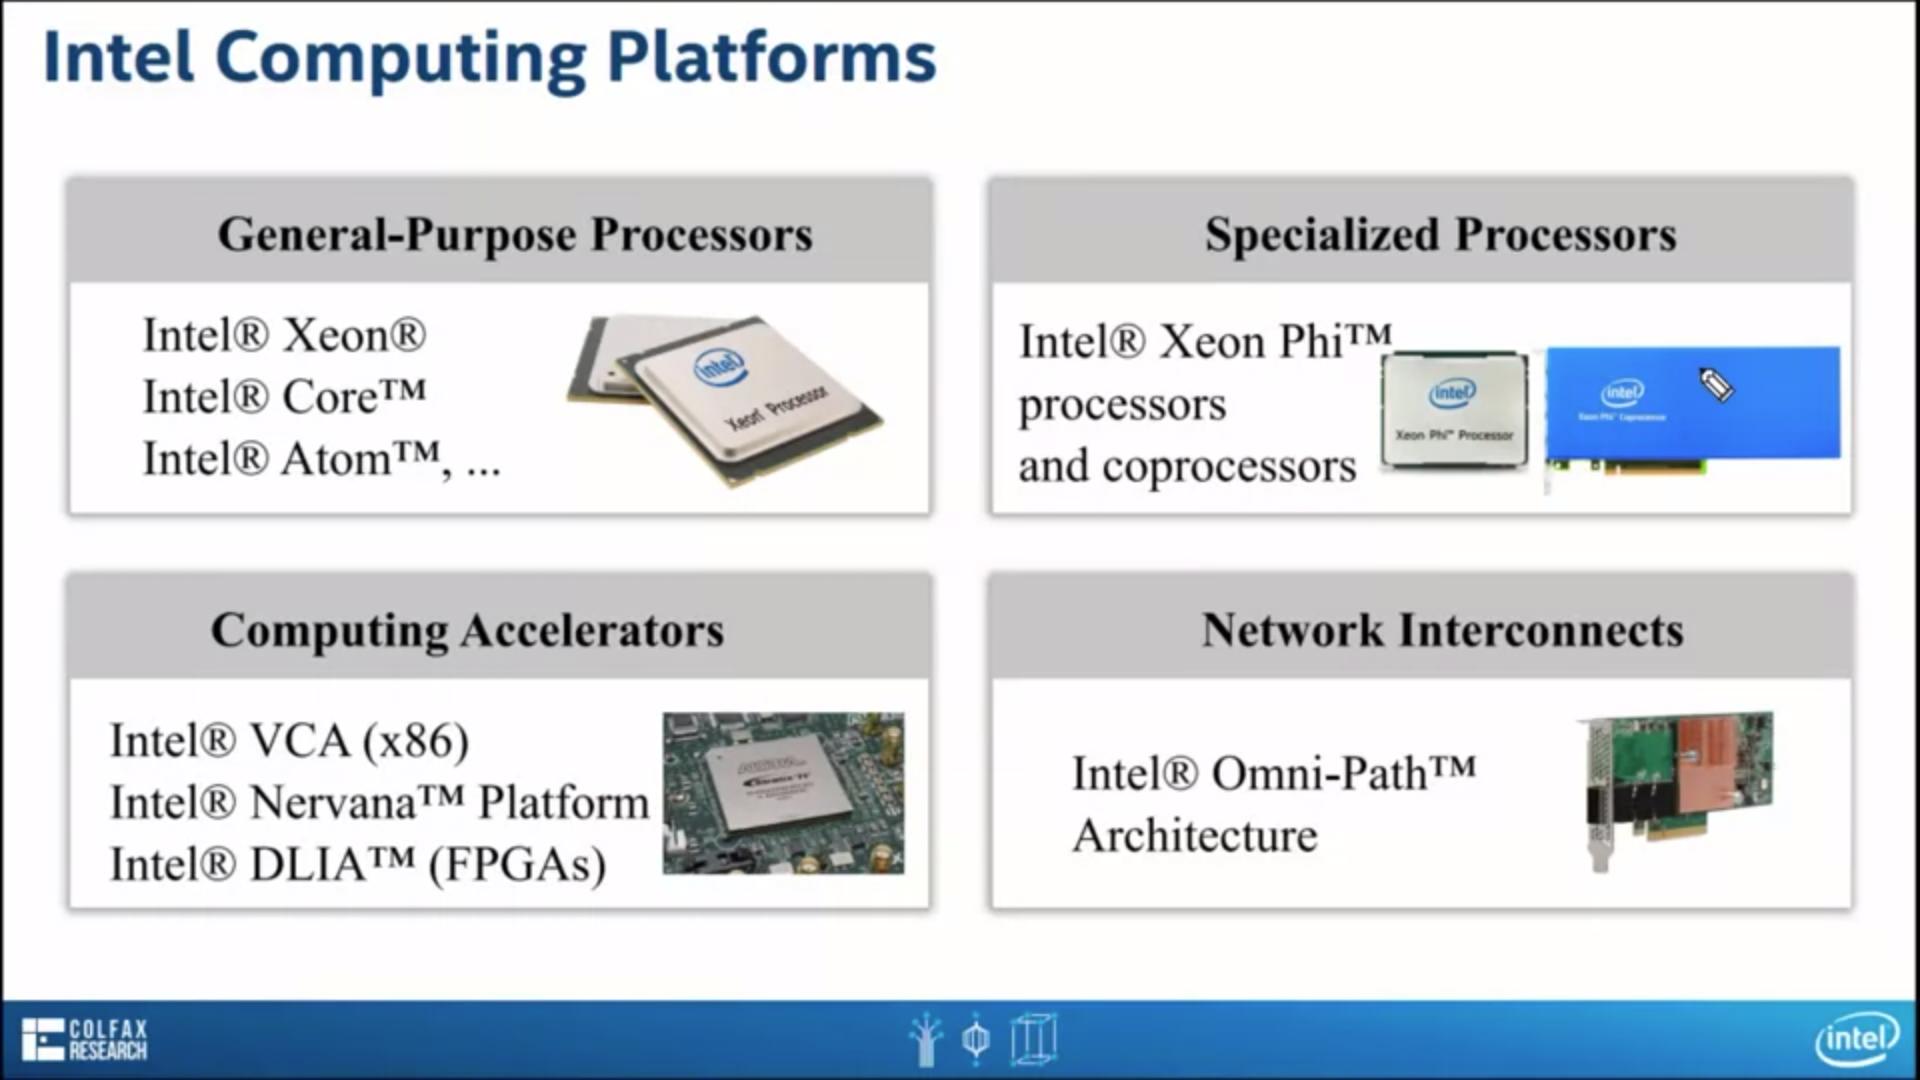 Intel Computing Platforms
General-Purpose Processors
Intel® Xeon®
Intel® Core™
Intel® Atom™, ...
intel
Xeon® Processor
Specialized Processors
Intel® Xeon Phi™
processors
and coprocessors
intel
Xeon Phi™ Processor
intel
Xeon Phi™ Coprocessor
Computing Accelerators
Intel® VCA (x86)
Intel® Nervana™ Platform
Intel® DLIA™ (FPGAs)
Network Interconnects
Intel® Omni-Path™
Architecture
COLFAX
RESEARCH
intel